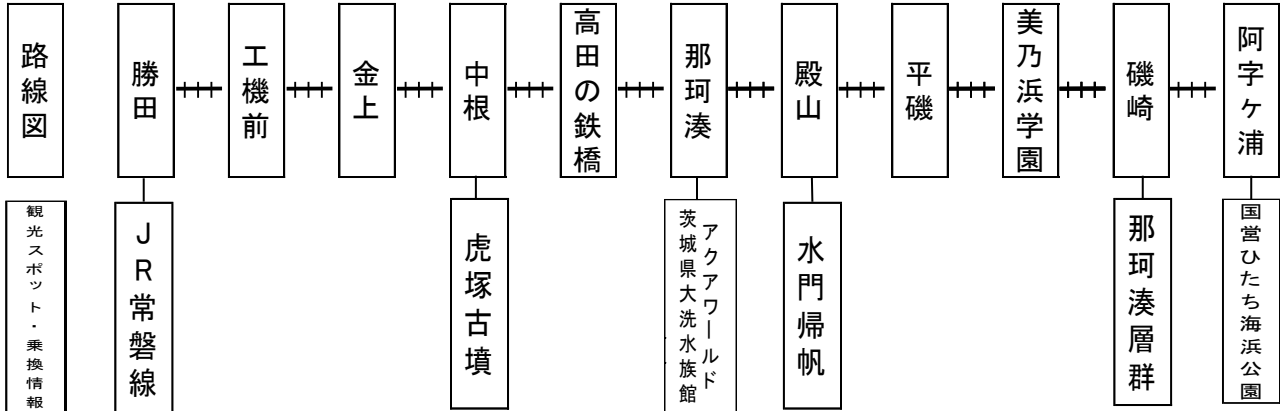 路線図
勝田
工機前
金上
中根
高田の鉄橋
那珂湊
殿山
平磯
美乃浜学園
磯崎
阿字ヶ浦
観光スポット・乗換情報
JR常磐線
虎塚古墳
アクアワールド
茨城県大洗水族館
水門帰帆
那珂湊層群
国営ひたち海浜公園